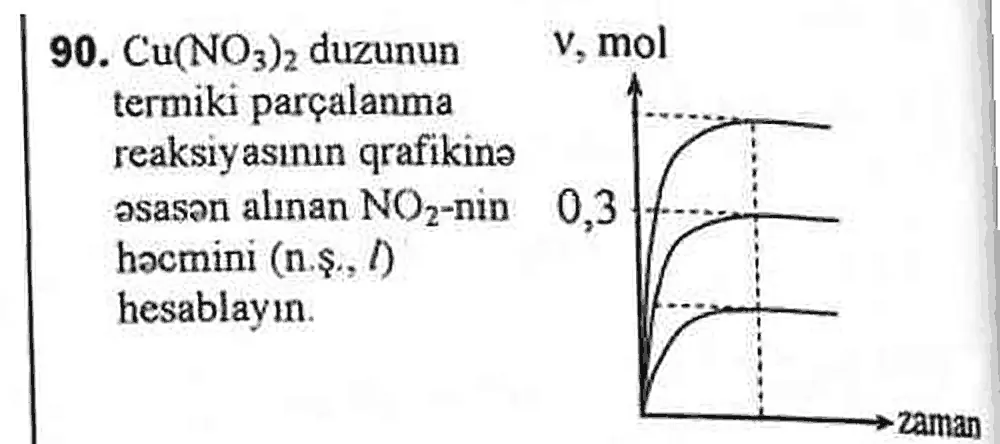 90. Cu(NO₃)₂ duzunun
termiki parçalanma
reaksiyasının qrafikinə
əsasən alınan NO₂-nin
həcmini (n.ş., l)
hesablayın.
ν, mol
0,3
zaman